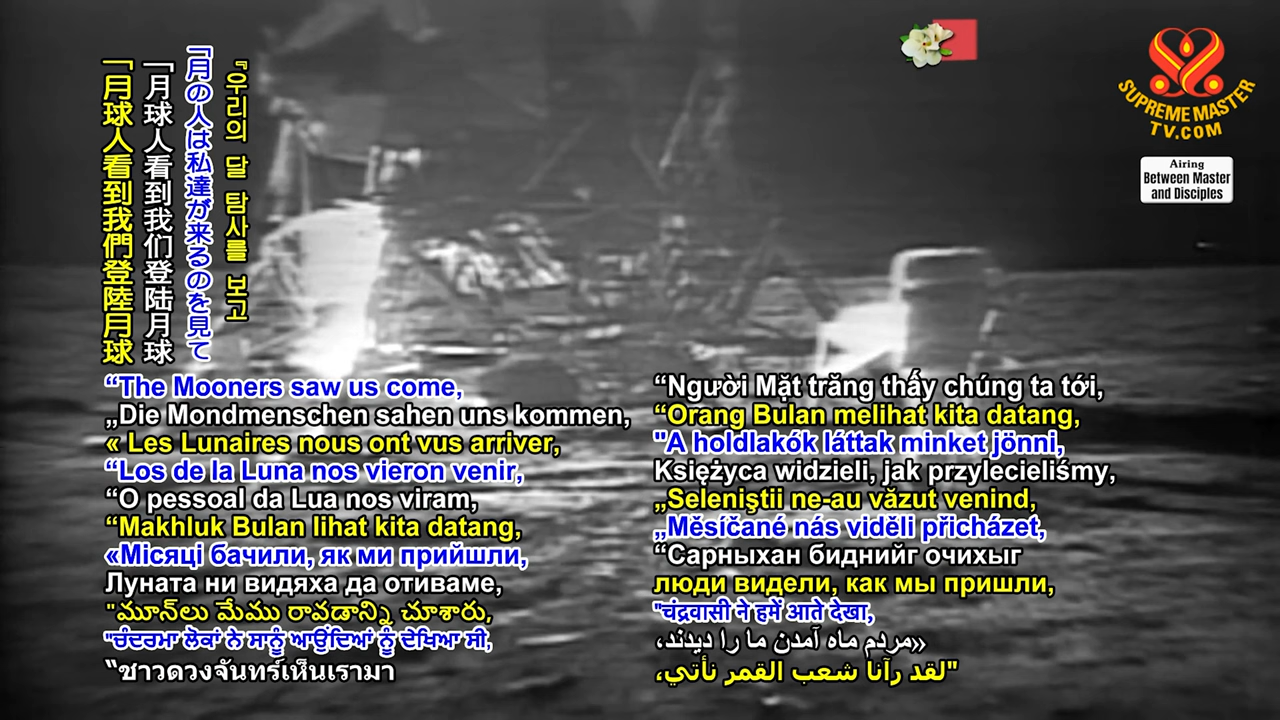 「月球人看到我們登陸月球
「月球人看到我们登陆月球
「月の人は私達が来るのを見て
『우리의 달 탐사를 보고
SUPREME MASTER
TV.COM
Airing
Between Master
and Disciples
“The Mooners saw us come,
„Die Mondmenschen sahen uns kommen,
« Les Lunaires nous ont vus arriver,
“Los de la Luna nos vieron venir,
“O pessoal da Lua nos viram,
“Makhluk Bulan lihat kita datang,
«Місяці бачили, як ми прийшли,
Луната ни видяха да отиваме,
"మూన్‌లు మేము రావడాన్ని చూశారు,
"ਚੰਦਰਮਾ ਲੋਕਾਂ ਨੇ ਸਾਨੂੰ ਆਉਂਦਿਆਂ ਨੂੰ ਦੇਖਿਆ ਸੀ,
“ชาวดวงจันทร์เห็นเรามา
“Người Mặt trăng thấy chúng ta tới,
“Orang Bulan melihat kita datang,
"A holdlakók láttak minket jönni,
Księżyca widzieli, jak przylecieliśmy,
„Seleniştii ne-au văzut venind,
„Měsíčané nás viděli přicházet,
“Сарныхан биднийг очихыг
люди видели, как мы пришли,
"चंद्रवासी ने हमें आते देखा,
«مردم ماه آمدن ما را دیدند،
"لقد رآنا شعب القمر نأتي،